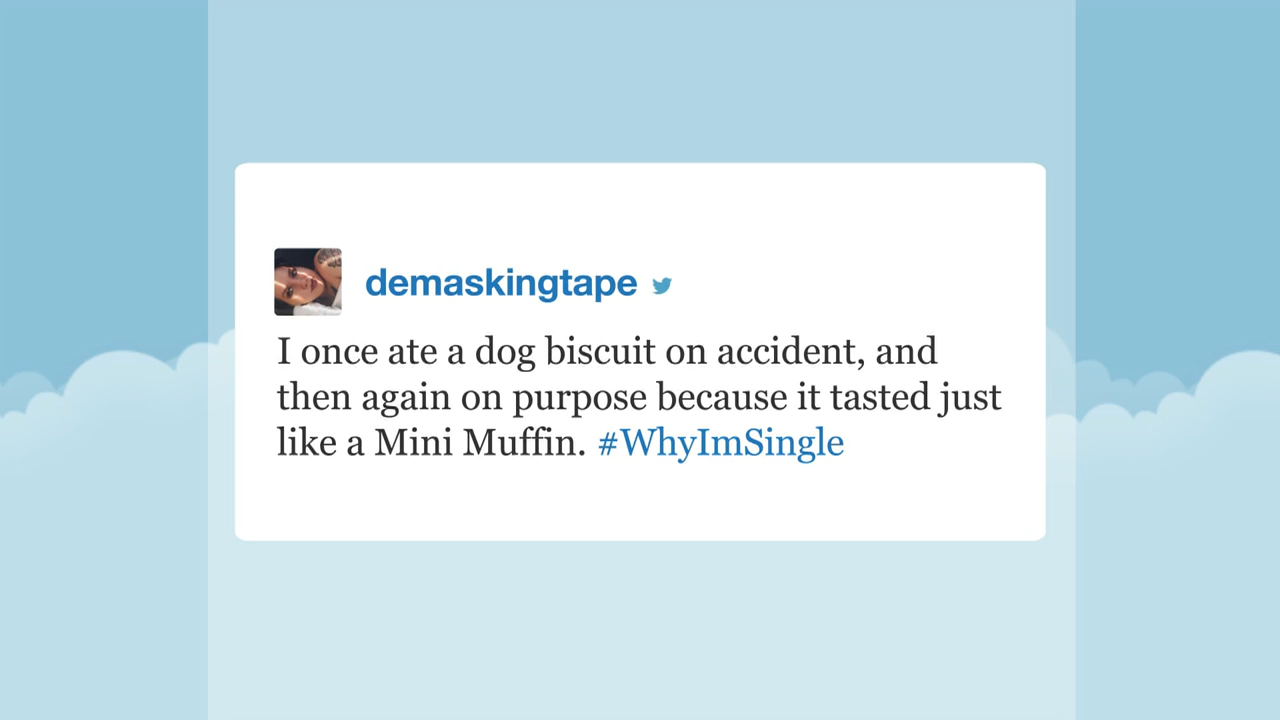 demaskingtape
I once ate a dog biscuit on accident, and
then again on purpose because it tasted just
like a Mini Muffin. #WhyImSingle